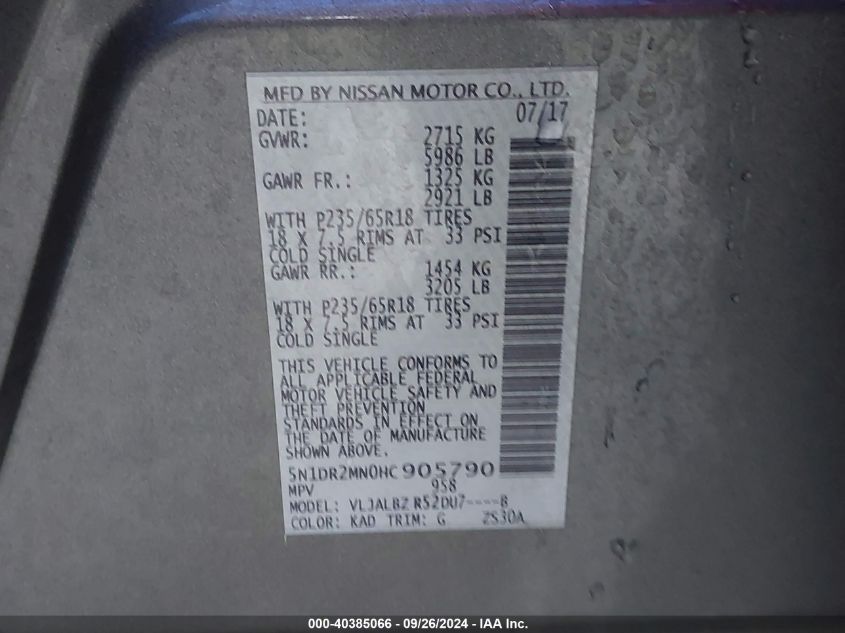 MFD BY NISSAN MOTOR CO., LTD.
DATE: 07/17
GVWR: 2715 KG
5986 LB
GAWR FR.: 1325 KG
2921 LB
WITH P235/65R18 TIRES
18 X 7.5 RIMS AT 33 PSI
COLD SINGLE
GAWR RR.: 1454 KG
3205 LB
WITH P235/65R18 TIRES
18 X 7.5 RIMS AT 33 PSI
COLD SINGLE
THIS VEHICLE CONFORMS TO
ALL APPLICABLE FEDERAL
MOTOR VEHICLE SAFETY AND
THEFT PREVENTION
STANDARDS IN EFFECT ON
THE DATE OF MANUFACTURE
SHOWN ABOVE.
5N1DR2MN0HC905790
MPV 958
MODEL: VLJALBZ R52DU7----B
COLOR: KAD TRIM: G ZS30A
000-40385066 - 09/26/2024 - IAA Inc.